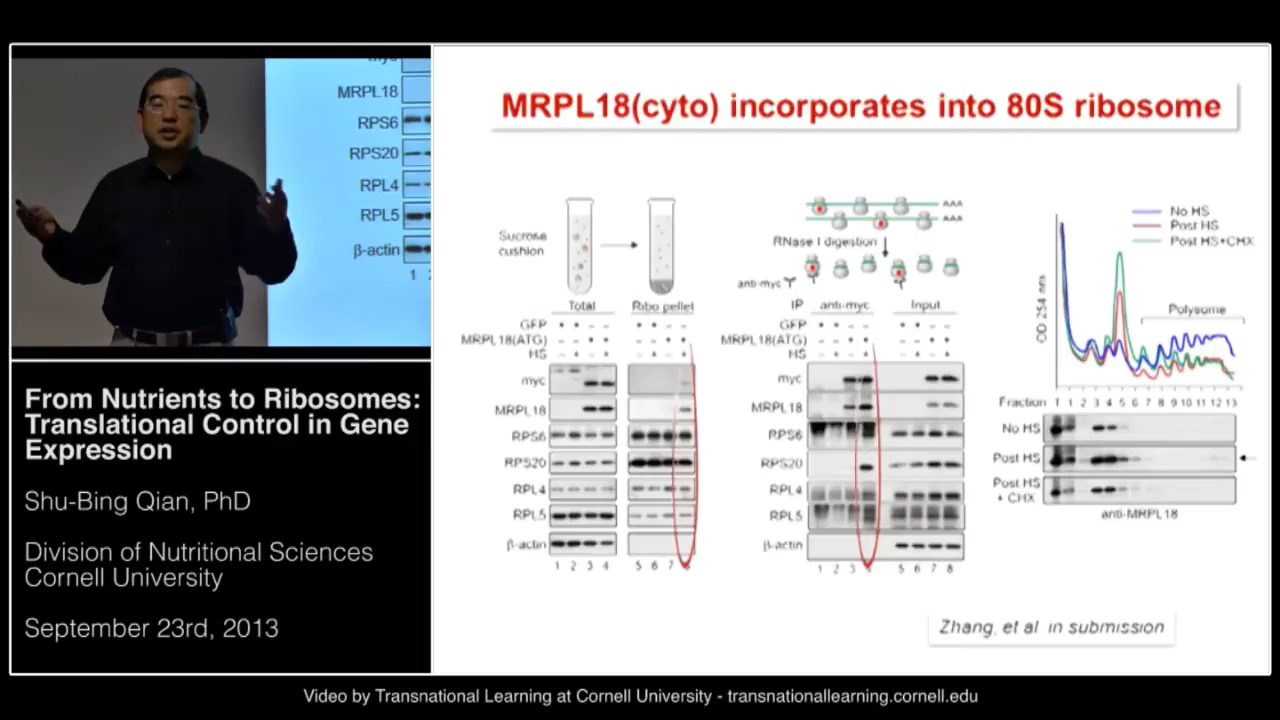 myc
MRPL18
RPS6
RPS20
RPL4
RPL5
β-actin
1 2
From Nutrients to Ribosomes:
Translational Control in Gene
Expression
Shu-Bing Qian, PhD
Division of Nutritional Sciences
Cornell University
September 23rd, 2013
MRPL18(cyto) incorporates into 80S ribosome
Sucrose
cushion
Total
Ribo pellet
GFP + + - - + + - -
MRPL18(ATG) - - + + - - + +
HS - + - + - + - +
myc
MRPL18
RPS6
RPS20
RPL4
RPL5
β-actin
1 2 3 4 5 6 7 8
AAA
AAA
RNase I digestion
anti-myc
IP anti-myc Input
GFP + + - - + + - -
MRPL18(ATG) - - + + - - + +
HS - + - + - + - +
myc
MRPL18
RPS6
RPS20
RPL4
RPL5
β-actin
1 2 3 4 5 6 7 8
No HS
Post HS
Post HS+CHX
OD 254 nm
Polysome
Fraction T 1 2 3 4 5 6 7 8 9 10 11 12 13
No HS
Post HS
Post HS
+ CHX
anti-MRPL18
Zhang, et al in submission
Video by Transnational Learning at Cornell University - transnationallearning.cornell.edu